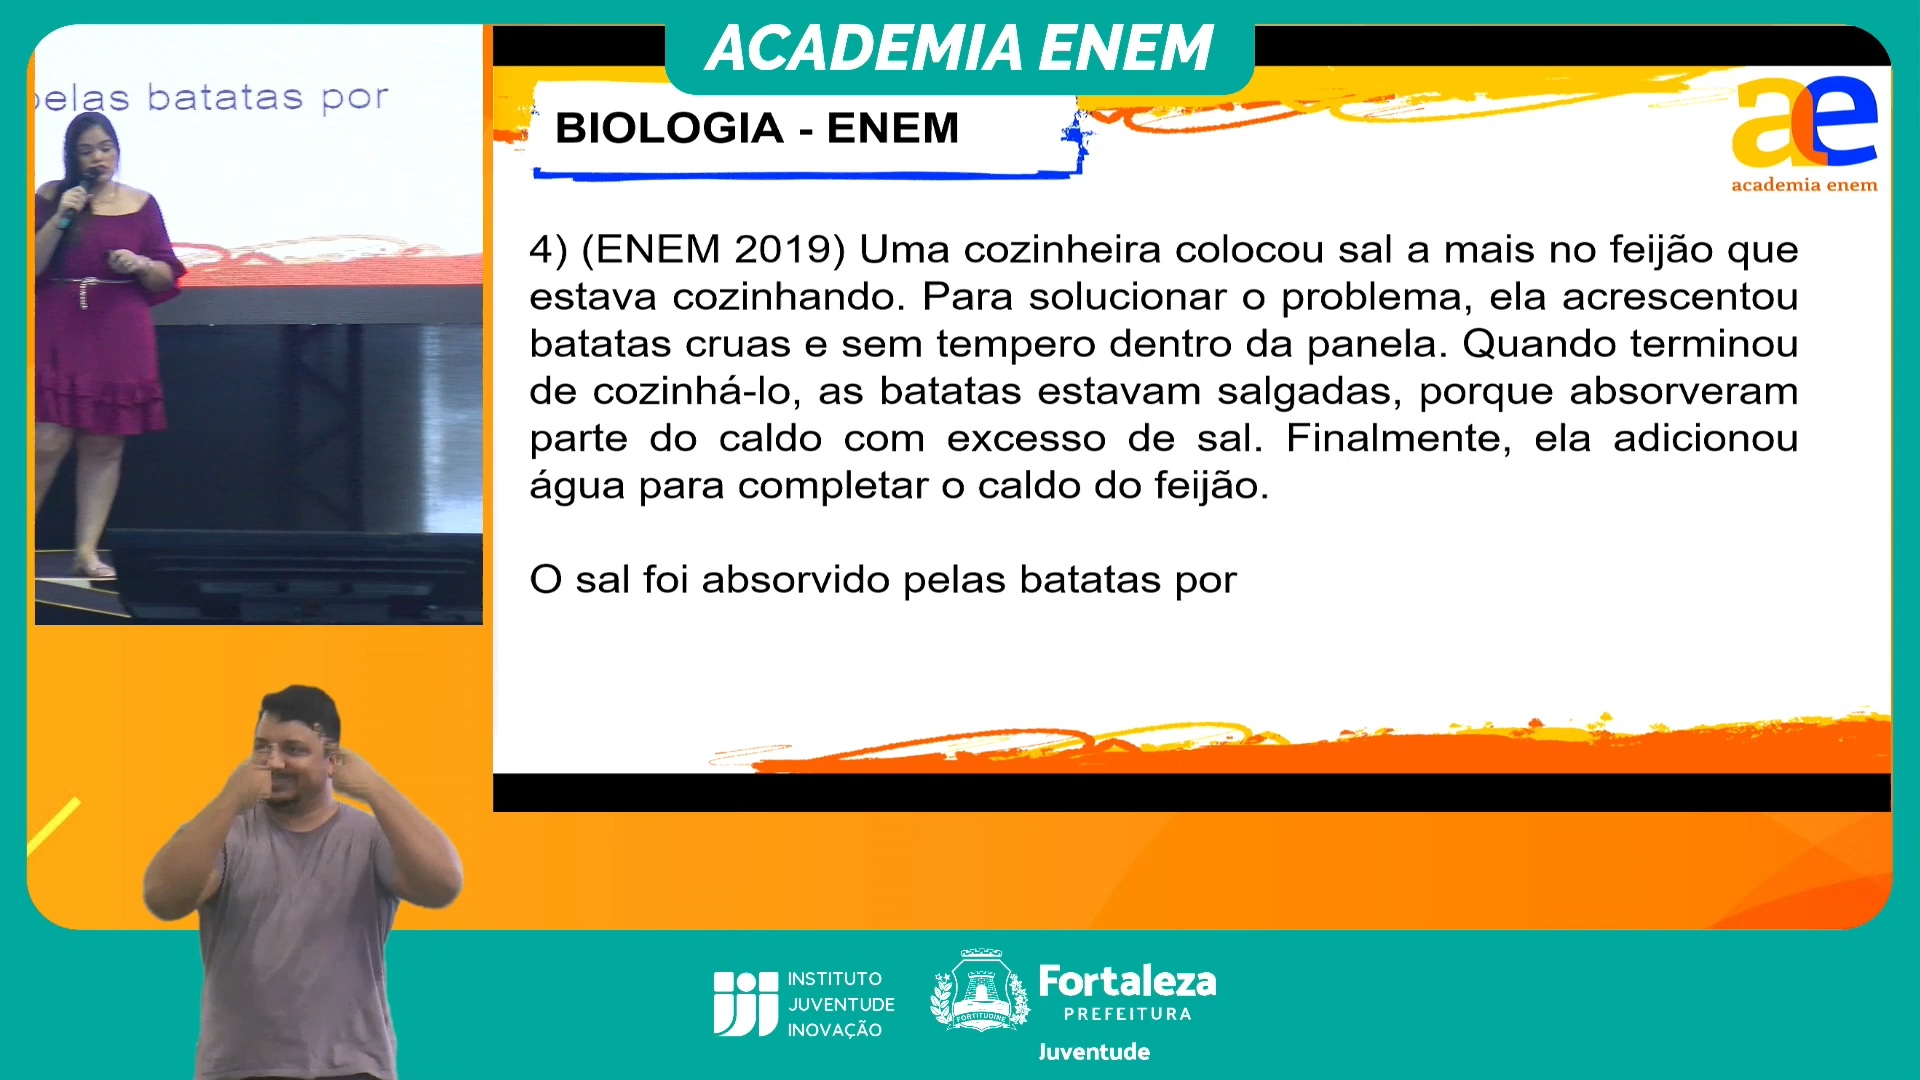 ACADEMIA ENEM
pelas batatas por
BIOLOGIA - ENEM
ae
academia enem
4) (ENEM 2019) Uma cozinheira colocou sal a mais no feijão que
estava cozinhando. Para solucionar o problema, ela acrescentou
batatas cruas e sem tempero dentro da panela. Quando terminou
de cozinhá-lo, as batatas estavam salgadas, porque absorveram
parte do caldo com excesso de sal. Finalmente, ela adicionou
água para completar o caldo do feijão.
O sal foi absorvido pelas batatas por
INSTITUTO
JUVENTUDE
INOVAÇÃO
FORTITUDINE
Fortaleza
PREFEITURA
Juventude